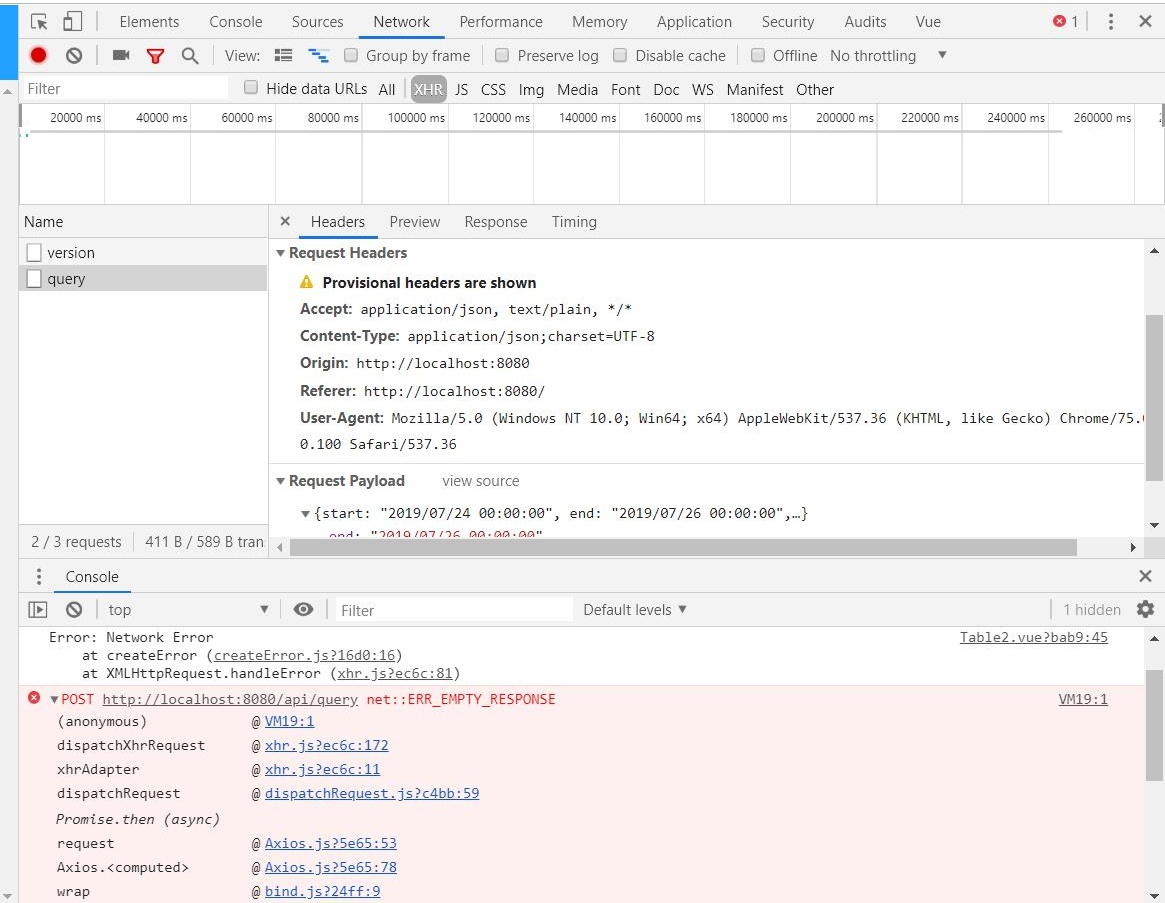 Elements Console Sources Network Performance Memory Application Security Audits Vue 1
View: Group by frame Preserve log Disable cache Offline No throttling
Filter Hide data URLs All XHR JS CSS Img Media Font Doc WS Manifest Other
20000 ms 40000 ms 60000 ms 80000 ms 100000 ms 120000 ms 140000 ms 160000 ms 180000 ms 200000 ms 220000 ms 240000 ms 260000 ms
Name
version
query
Headers Preview Response Timing
Request Headers
Provisional headers are shown
Accept: application/json, text/plain, */*
Content-Type: application/json;charset=UTF-8
Origin: http://localhost:8080
Referer: http://localhost:8080/
User-Agent: Mozilla/5.0 (Windows NT 10.0; Win64; x64) AppleWebKit/537.36 (KHTML, like Gecko) Chrome/75.
0.100 Safari/537.36
Request Payload view source
{start: "2019/07/24 00:00:00", end: "2019/07/26 00:00:00",…}
end: "2019/07/26 00:00:00"
2 / 3 requests 411 B / 589 B tran
Console
top Filter Default levels 1 hidden
Error: Network Error Table2.vue?bab9:45
at createError (createError.js?16d0:16)
at XMLHttpRequest.handleError (xhr.js?ec6c:81)
POST http://localhost:8080/api/query net::ERR_EMPTY_RESPONSE VM19:1
(anonymous) @ VM19:1
dispatchXhrRequest @ xhr.js?ec6c:172
xhrAdapter @ xhr.js?ec6c:11
dispatchRequest @ dispatchRequest.js?c4bb:59
Promise.then (async)
request @ Axios.js?5e65:53
Axios.<computed> @ Axios.js?5e65:78
wrap @ bind.js?24ff:9